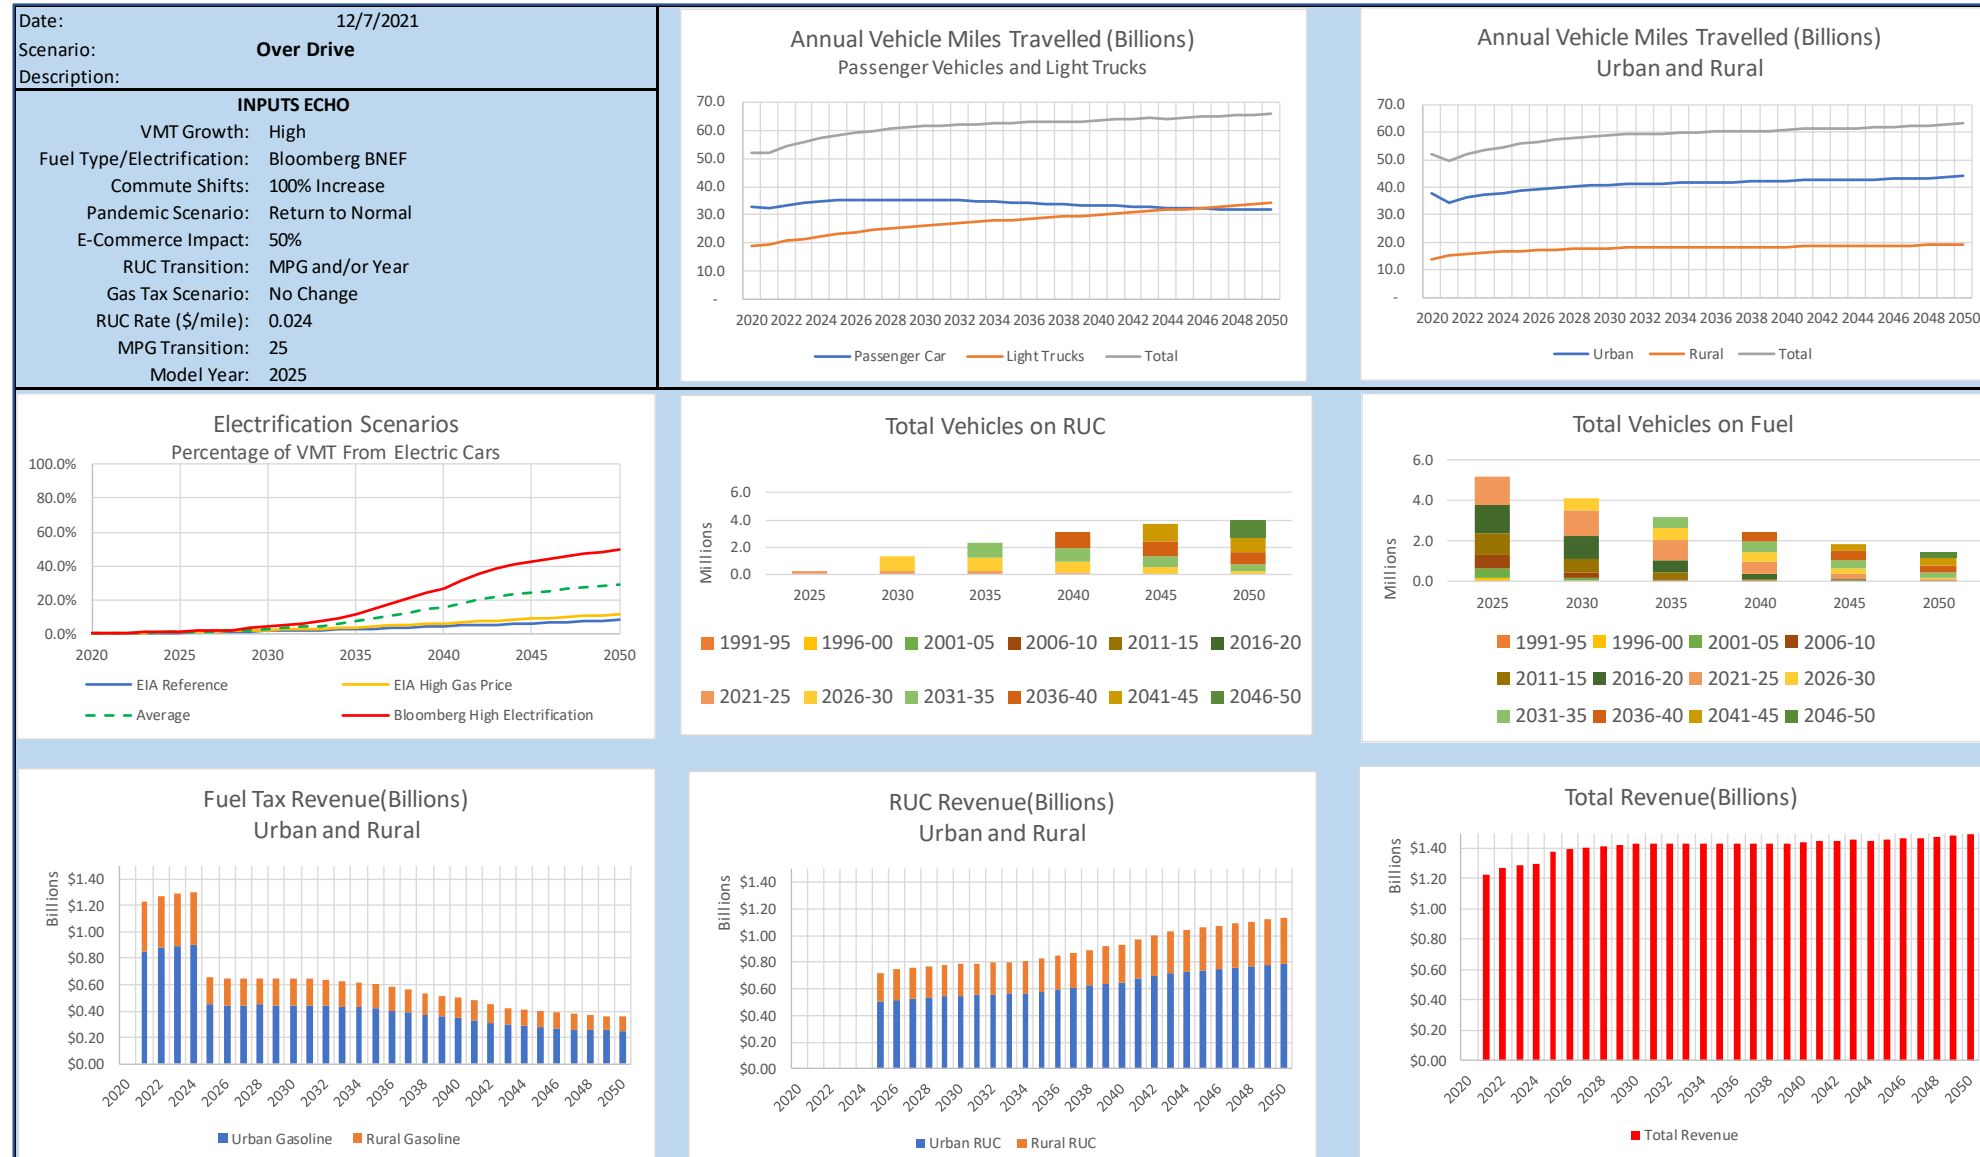 Date: 12/7/2021
Scenario: Over Drive
Description:
INPUTS ECHO
VMT Growth: High
Fuel Type/Electrification: Bloomberg BNEF
Commute Shifts: 100% Increase
Pandemic Scenario: Return to Normal
E-Commerce Impact: 50%
RUC Transition: MPG and/or Year
Gas Tax Scenario: No Change
RUC Rate ($/mile): 0.024
MPG Transition: 25
Model Year: 2025
Annual Vehicle Miles Travelled (Billions)
Passenger Vehicles and Light Trucks
70.0
60.0
50.0
40.0
30.0
20.0
10.0
-
2020 2022 2024 2026 2028 2030 2032 2034 2036 2038 2040 2042 2044 2046 2048 2050
Passenger Car Light Trucks Total
Annual Vehicle Miles Travelled (Billions)
Urban and Rural
70.0
60.0
50.0
40.0
30.0
20.0
10.0
-
2020 2022 2024 2026 2028 2030 2032 2034 2036 2038 2040 2042 2044 2046 2048 2050
Urban Rural Total
Electrification Scenarios
Percentage of VMT From Electric Cars
100.0%
80.0%
60.0%
40.0%
20.0%
0.0%
2020 2025 2030 2035 2040 2045 2050
EIA Reference EIA High Gas Price
Average Bloomberg High Electrification
Total Vehicles on RUC
Millions
6.0
4.0
2.0
0.0
2025 2030 2035 2040 2045 2050
1991-95 1996-00 2001-05 2006-10 2011-15 2016-20
2021-25 2026-30 2031-35 2036-40 2041-45 2046-50
Total Vehicles on Fuel
Millions
6.0
4.0
2.0
0.0
2025 2030 2035 2040 2045 2050
1991-95 1996-00 2001-05 2006-10
2011-15 2016-20 2021-25 2026-30
2031-35 2036-40 2041-45 2046-50
Fuel Tax Revenue(Billions)
Urban and Rural
Billions
$1.40
$1.20
$1.00
$0.80
$0.60
$0.40
$0.20
$0.00
2020 2022 2024 2026 2028 2030 2032 2034 2036 2038 2040 2042 2044 2046 2048 2050
Urban Gasoline Rural Gasoline
RUC Revenue(Billions)
Urban and Rural
Billions
$1.40
$1.20
$1.00
$0.80
$0.60
$0.40
$0.20
$0.00
2020 2022 2024 2026 2028 2030 2032 2034 2036 2038 2040 2042 2044 2046 2048 2050
Urban RUC Rural RUC
Total Revenue(Billions)
Billions
$1.40
$1.20
$1.00
$0.80
$0.60
$0.40
$0.20
$0.00
2020 2022 2024 2026 2028 2030 2032 2034 2036 2038 2040 2042 2044 2046 2048 2050
Total Revenue